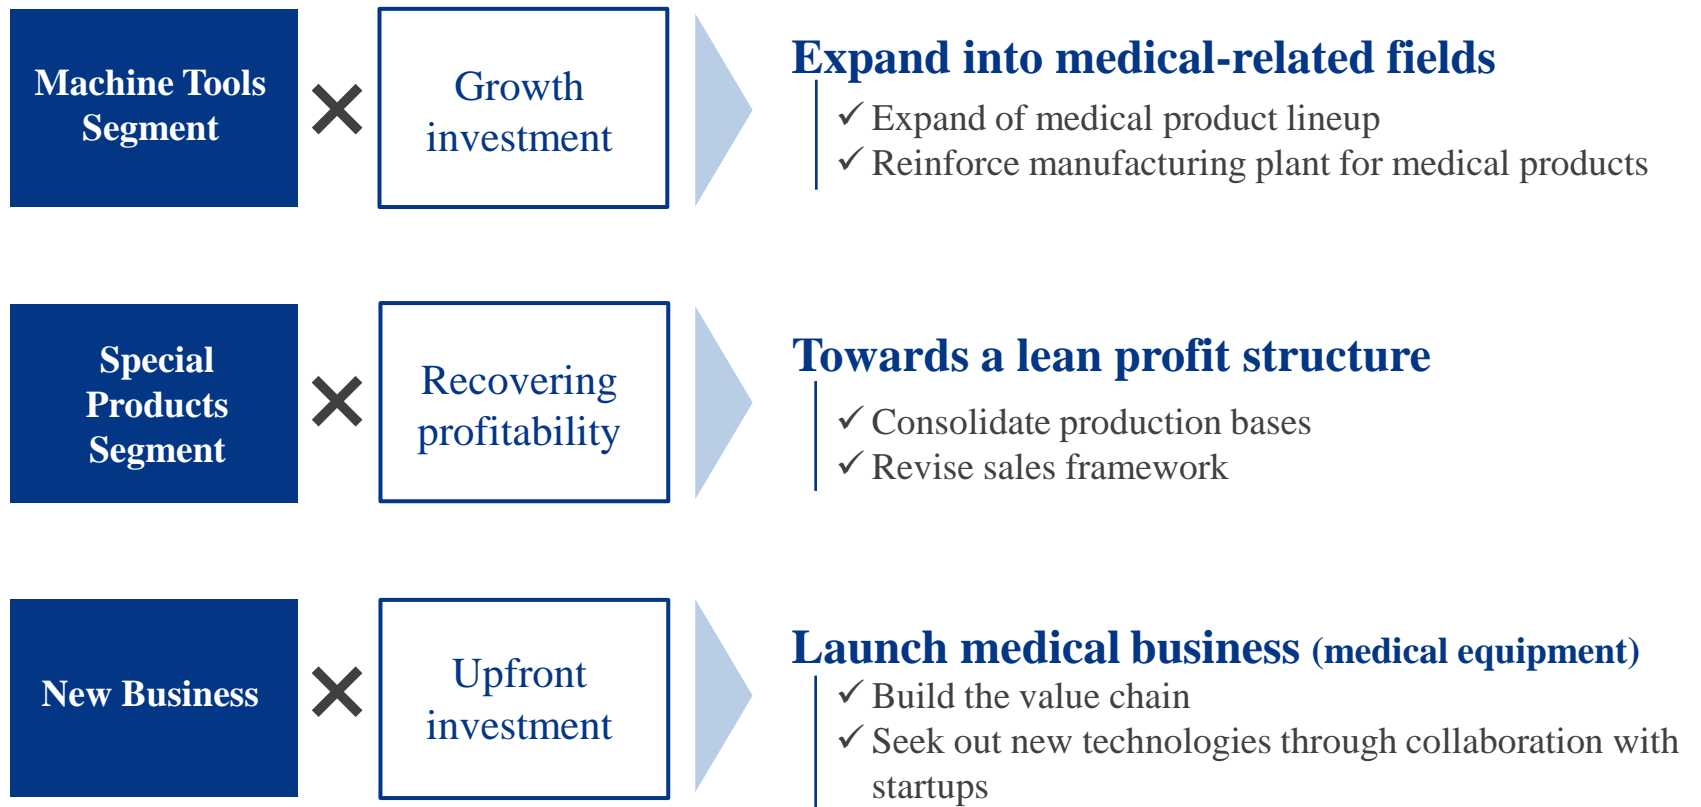 Machine Tools
Segment
×
Growth
investment
Expand into medical-related fields
✓ Expand of medical product lineup
✓ Reinforce manufacturing plant for medical products
Special
Products
Segment
×
Recovering
profitability
Towards a lean profit structure
✓ Consolidate production bases
✓ Revise sales framework
New Business
×
Upfront
investment
Launch medical business (medical equipment)
✓ Build the value chain
✓ Seek out new technologies through collaboration with
startups